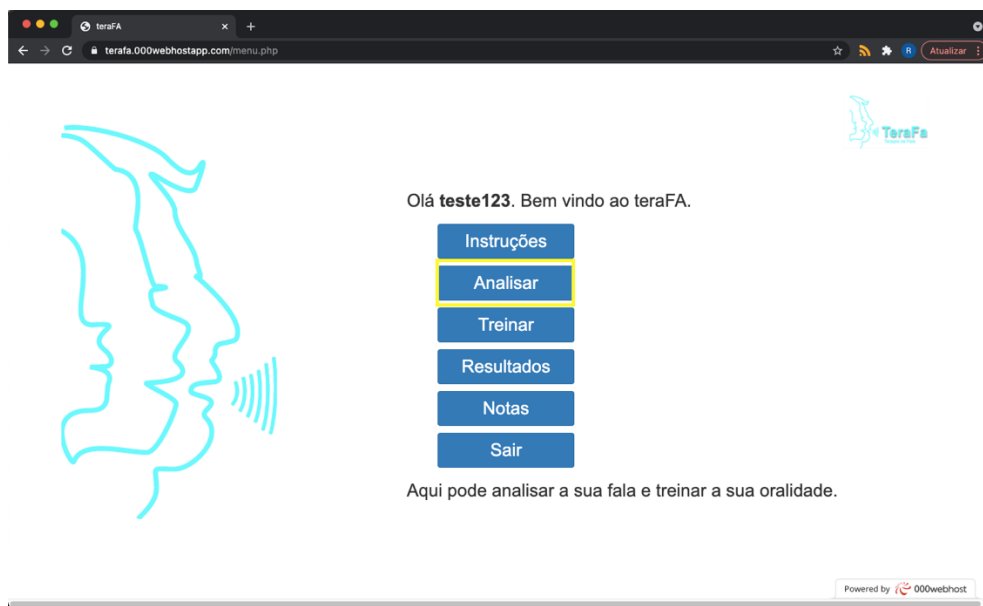 teraFA
terafa.000webhostapp.com/menu.php
R
Atualizar
TeraFa
Olá teste123. Bem vindo ao teraFA.
Instruções
Analisar
Treinar
Resultados
Notas
Sair
Aqui pode analisar a sua fala e treinar a sua oralidade.
Powered by 000webhost